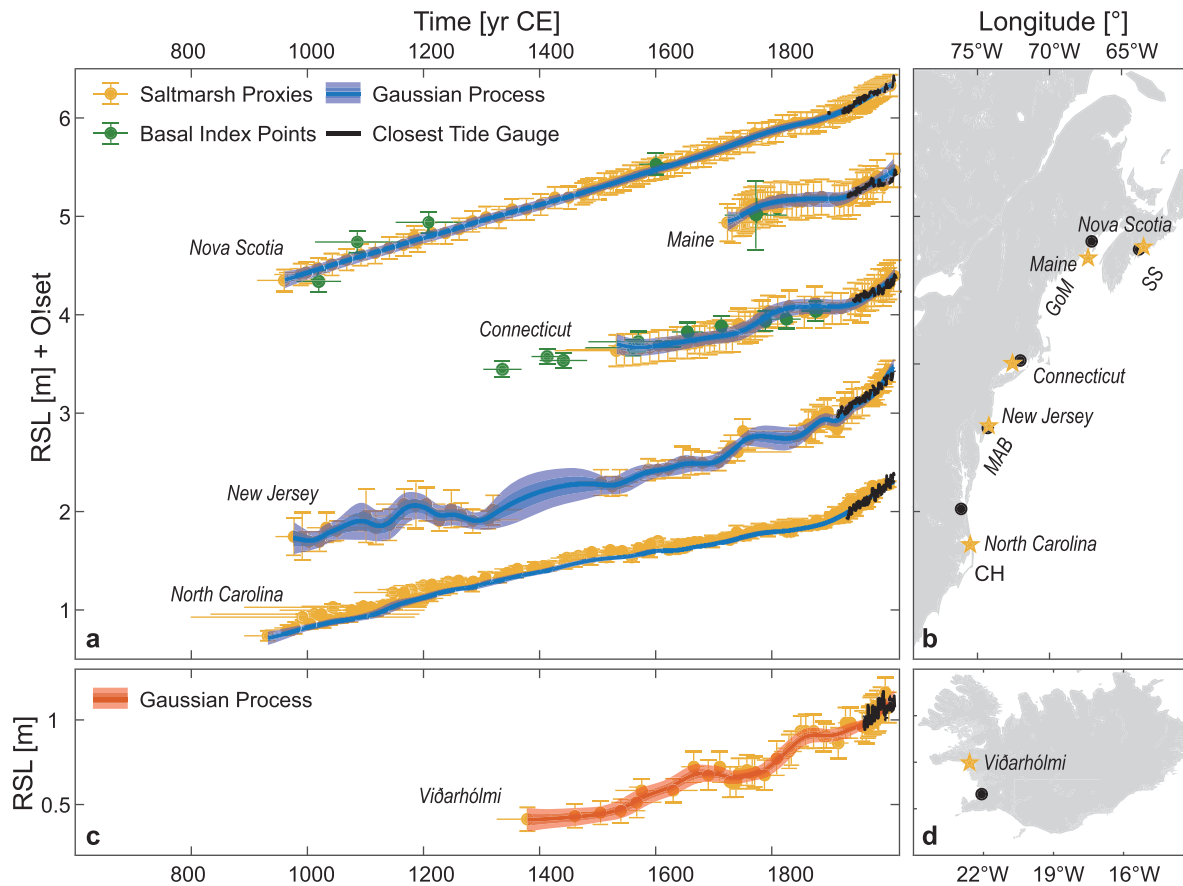 Time [yr CE]
Longitude [°]
800 1000 1200 1400 1600 1800
75°W 70°W 65°W
Saltmarsh Proxies Gaussian Process
Basal Index Points Closest Tide Gauge
RSL [m] + O!set
6
5
4
3
2
1
Nova Scotia
Maine
Connecticut
New Jersey
North Carolina
a
Nova Scotia
Maine
GoM
SS
Connecticut
New Jersey
MAB
North Carolina
CH
b
RSL [m]
1
0.5
Gaussian Process
Viðarhólmi
c
Viðarhólmi
d
800 1000 1200 1400 1600 1800
22°W 19°W 16°W